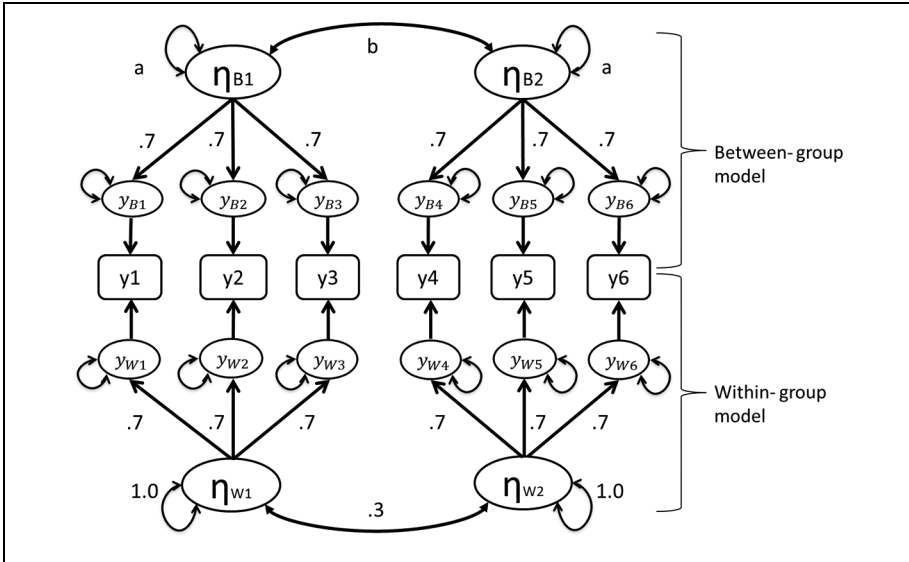 b
a
ηB1
ηB2
a
.7
.7
.7
.7
.7
.7
Between-group
model
yB1
yB2
yB3
yB4
yB5
yB6
y1
y2
y3
y4
y5
y6
yW1
yW2
yW3
yW4
yW5
yW6
Within-group
model
.7
.7
.7
.7
.7
.7
1.0
ηW1
ηW2
1.0
.3